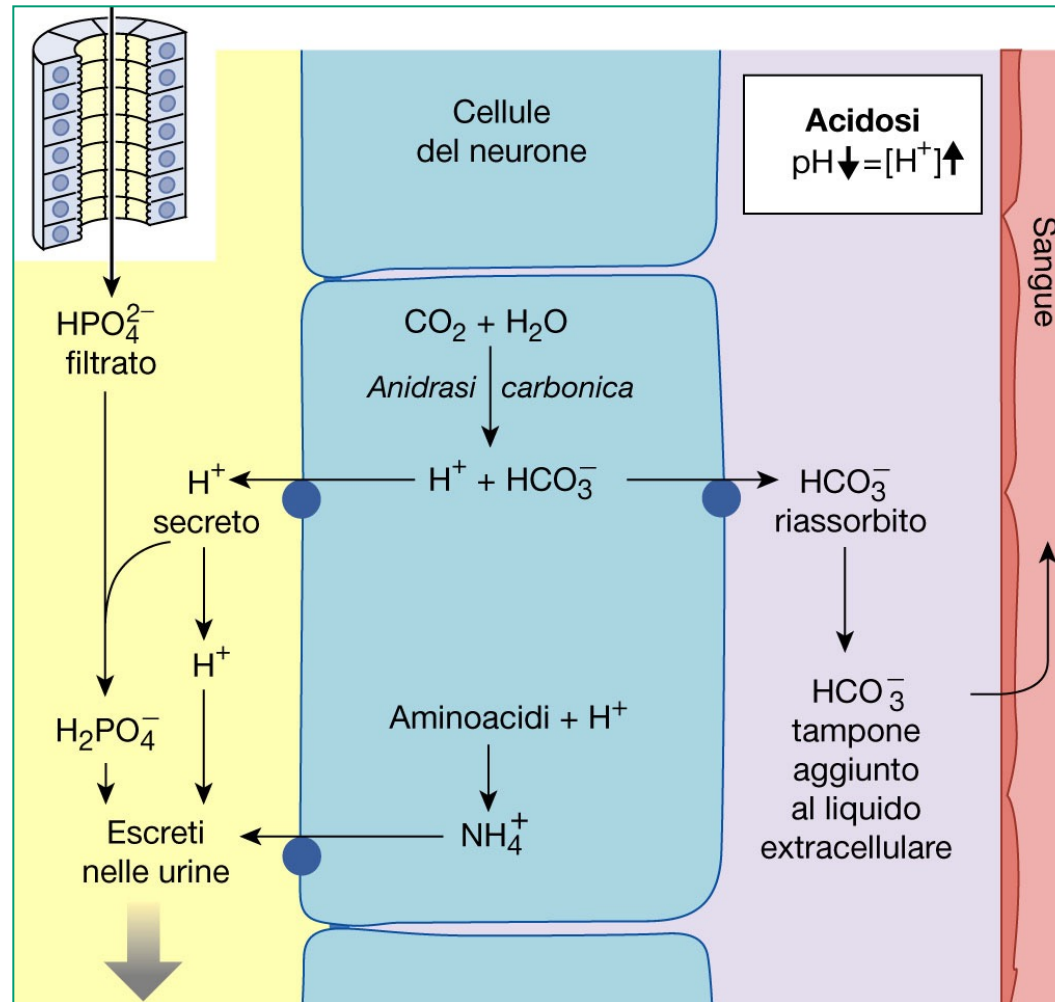 Cellule
del neurone
Acidosi
pH↓=[H⁺]↑
Sangue
HPO₄²⁻
filtrato
CO₂ + H₂O
Anidrasi carbonica
H⁺
secreto
H⁺ + HCO₃⁻
HCO₃⁻
riassorbito
H⁺
H₂PO₄⁻
Aminoacidi + H⁺
HCO₃⁻
tampone
aggiunto
al liquido
extracellulare
NH₄⁺
Escreti
nelle urine